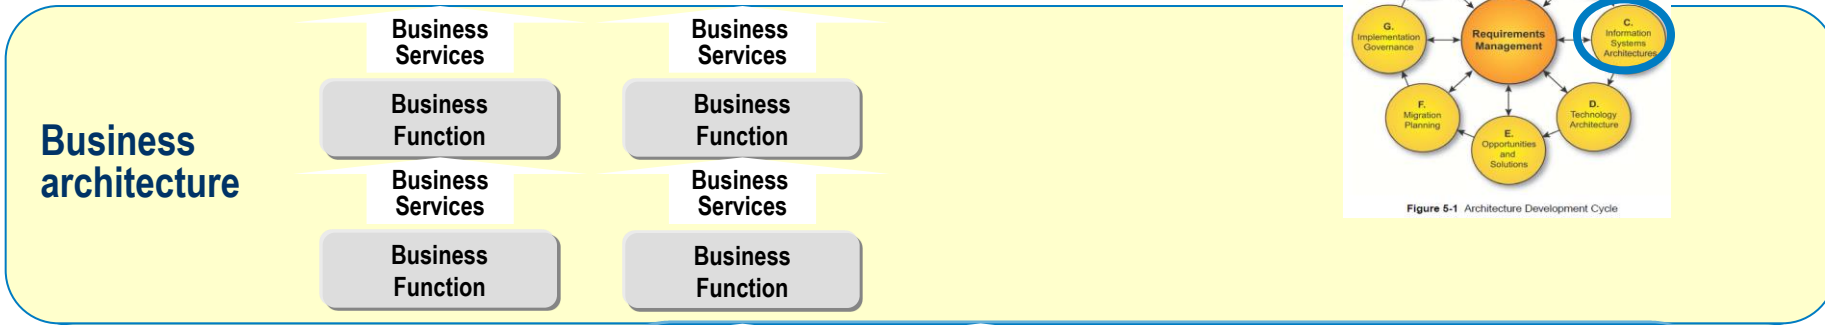 Business
architecture
Business
Services
Business
Services
Business
Function
Business
Function
Business
Services
Business
Services
Business
Function
Business
Function
G.
Implementation
Governance
Requirements
Management
C.
Information
Systems
Architectures
F.
Migration
Planning
D.
Technology
Architecture
E.
Opportunities
and
Solutions
Figure 5-1 Architecture Development Cycle